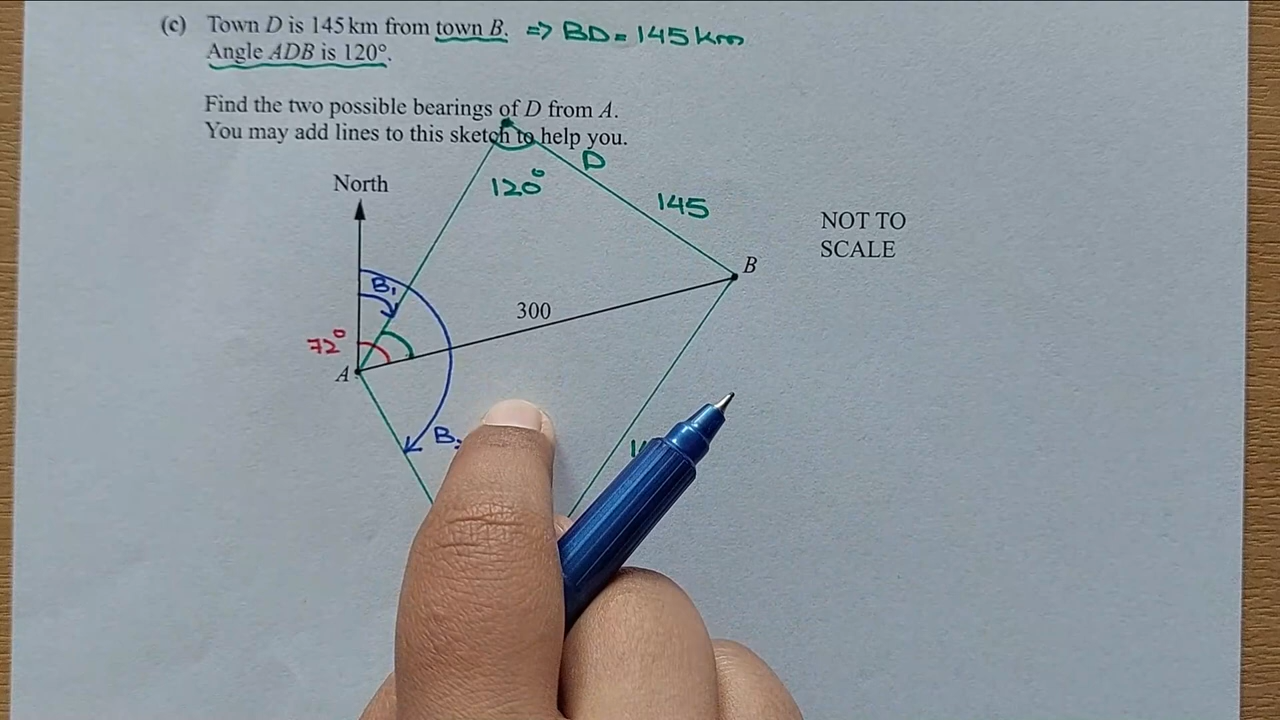 (c) Town D is 145 km from town B. ⇒ BD = 145 km
Angle ADB is 120°.
Find the two possible bearings of D from A.
You may add lines to this sketch to help you.
D
North
120°
145
NOT TO
SCALE
B
B₁
300
72°
A